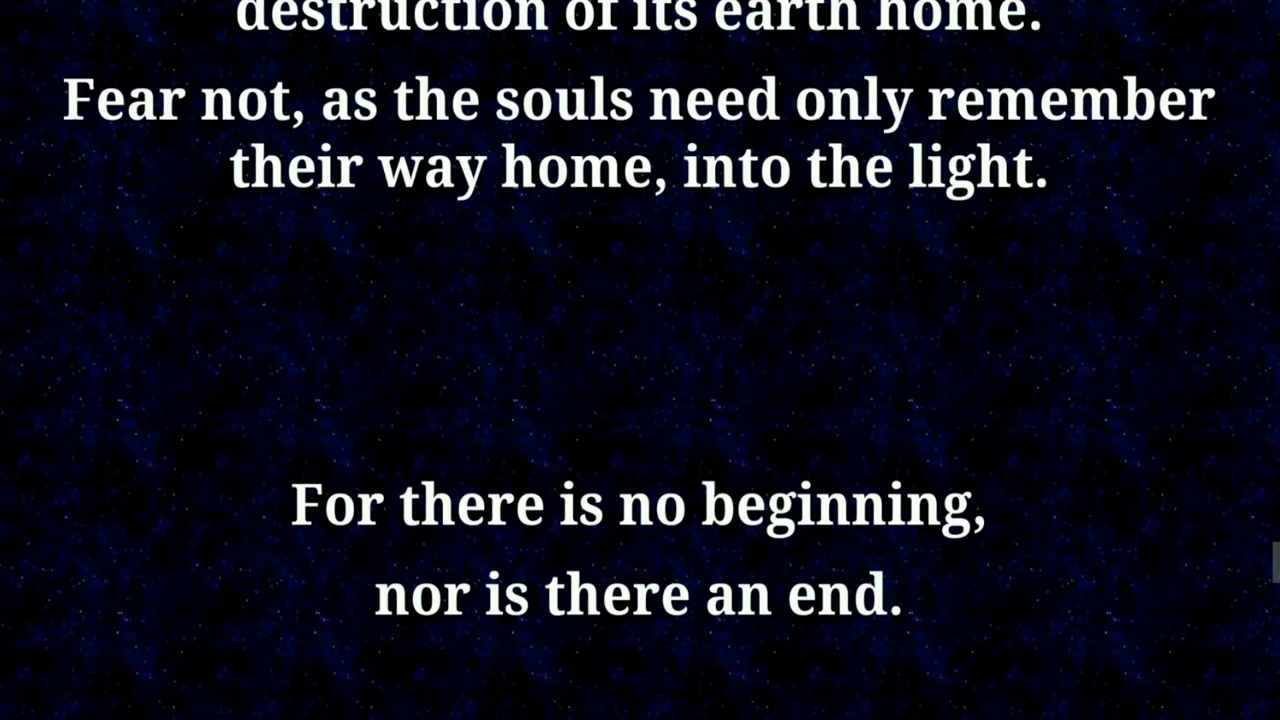 destruction of its earth home.
Fear not, as the souls need only remember
their way home, into the light.
For there is no beginning,
nor is there an end.